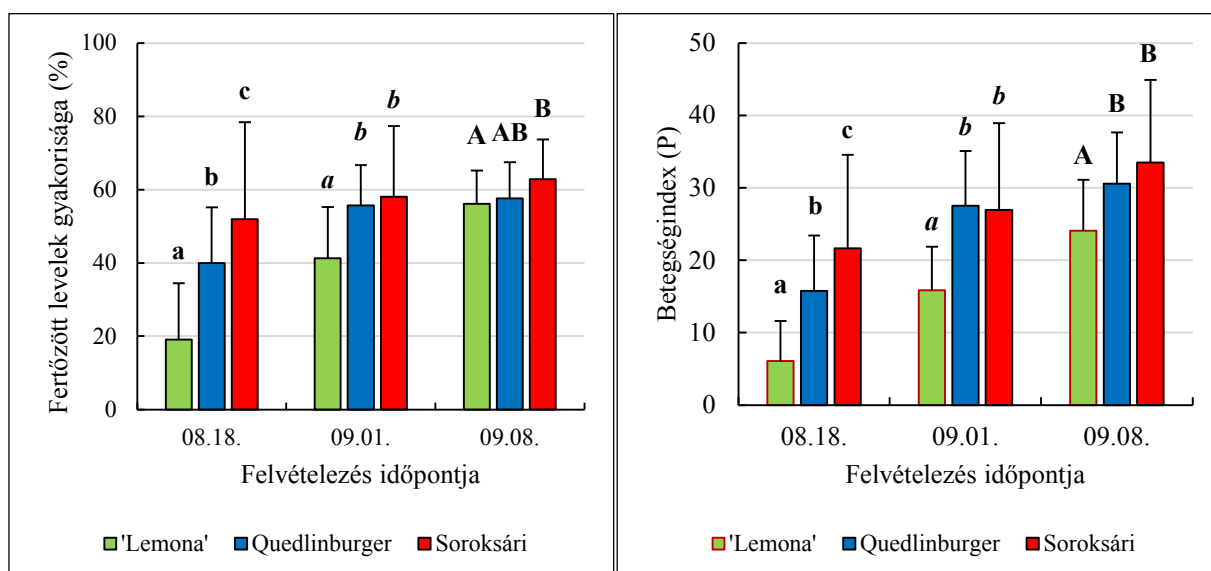 Fertőzött levelek gyakorisága (%)
100
80
60
40
20
0
a
b
c
a
b
b
A
AB
B
08.18.
09.01.
09.08.
Felvételezés időpontja
'Lemona'
Quedlinburger
Soroksári
Betegségindex (P)
50
40
30
20
10
0
a
b
c
a
b
b
A
B
B
08.18.
09.01.
09.08.
Felvételezés időpontja
'Lemona'
Quedlinburger
Soroksári